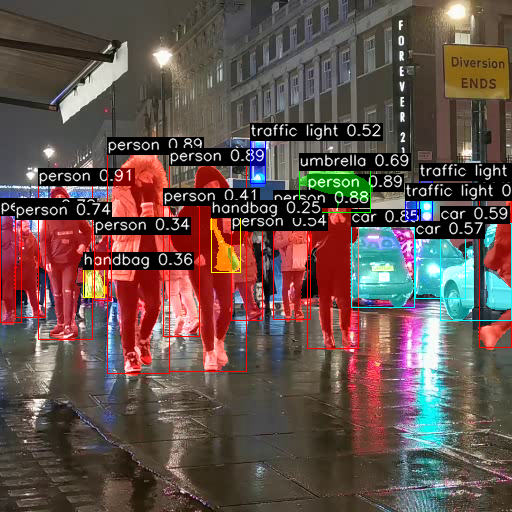 FOREVER 21
Diversion
ENDS
person 0.89
traffic light 0.52
person 0.89
umbrella 0.69
person 0.91
traffic light
person 0.89
traffic light 0
person 0.41
person 0.88
person 0.74
handbag 0.25
car 0.85
car 0.59
person 0.34
person 0.54
car 0.57
handbag 0.36